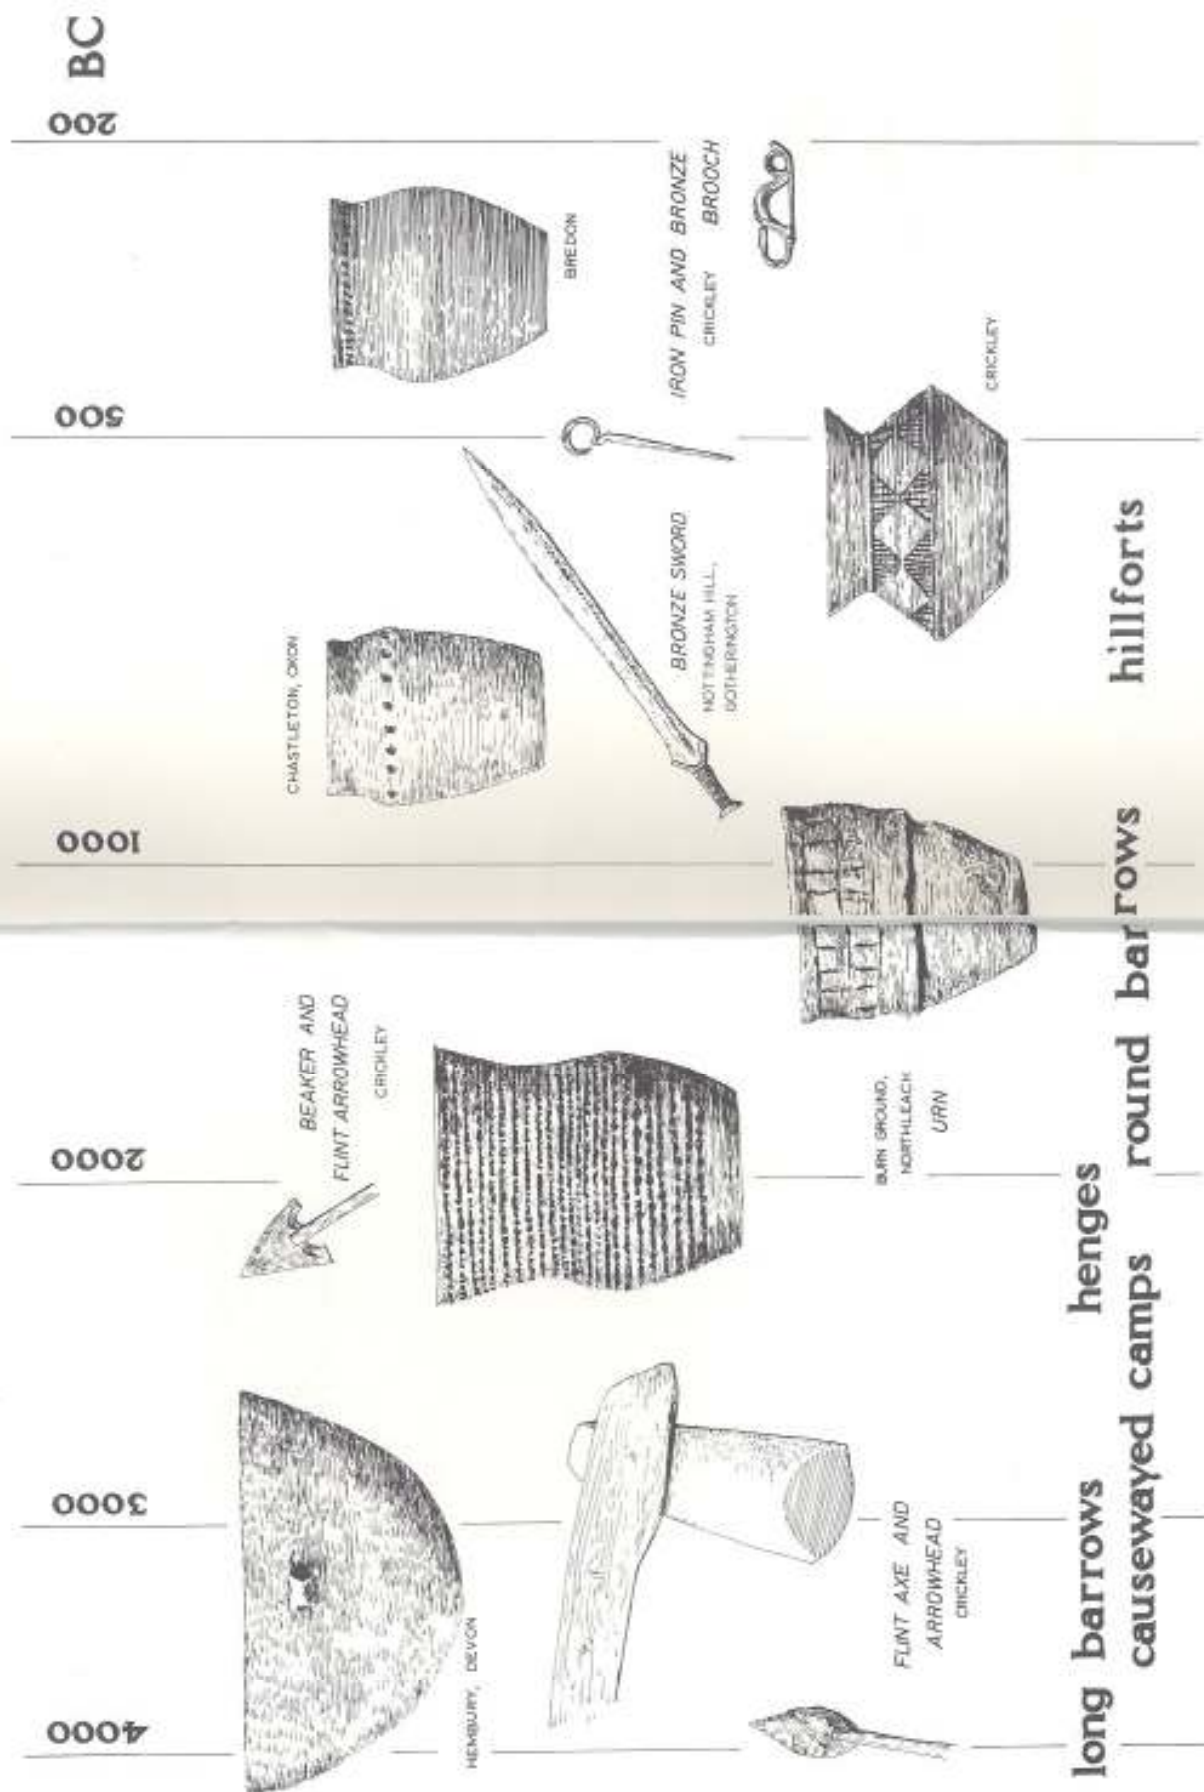 4000
3000
2000
1000
500
200
BC
HEMBURY, DEVON
BEAKER AND
FLINT ARROWHEAD
CRICKLEY
CHASTLETON, OXON
BREDON
BRONZE SWORD
NOTTINGHAM HILL,
GOTHERINGTON
IRON PIN AND BRONZE
CRICKLEY BROOCH
FLINT AXE AND
ARROWHEAD
CRICKLEY
BURN GROUND,
NORTHLEACH
URN
CRICKLEY
long barrows henges
causewayed camps round barrows hillforts